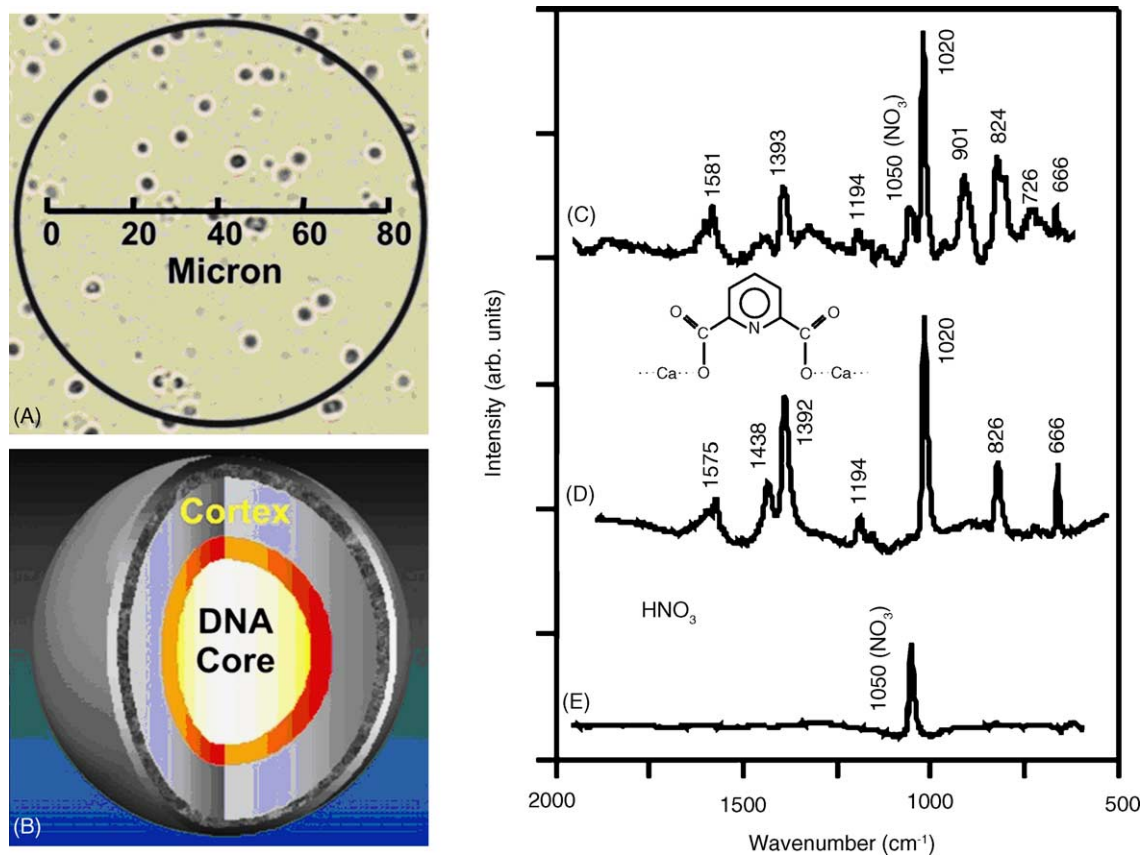 0 20 40 60 80
Micron
(A)
Cortex
DNA
Core
(B)
Intensity (arb. units)
(C)
1581
1393
1194
1050 (NO₃)
1020
901
824
726
666
O
C
O
N
C
O
Ca
O
Ca
(D)
1575
1438
1392
1194
1020
826
666
HNO₃
(E)
1050 (NO₃)
2000 1500 1000 500
Wavenumber (cm⁻¹)